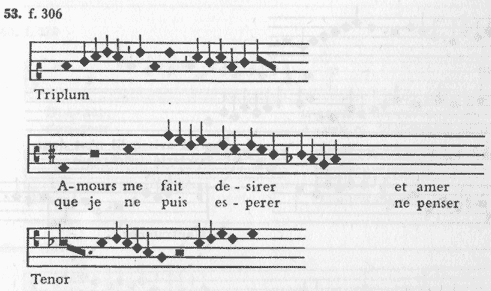 53. f. 306
Triplum
A-mours me fait de - sirer et amer
que je ne puis es - perer ne penser
Tenor